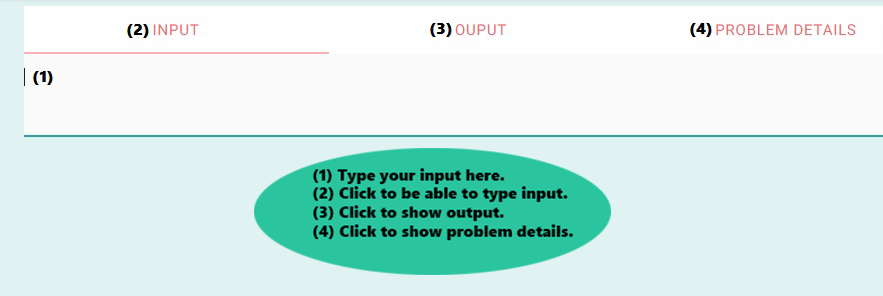 (2) INPUT (3) OUPUT (4) PROBLEM DETAILS
(1)
(1) Type your input here.
(2) Click to be able to type input.
(3) Click to show output.
(4) Click to show problem details.